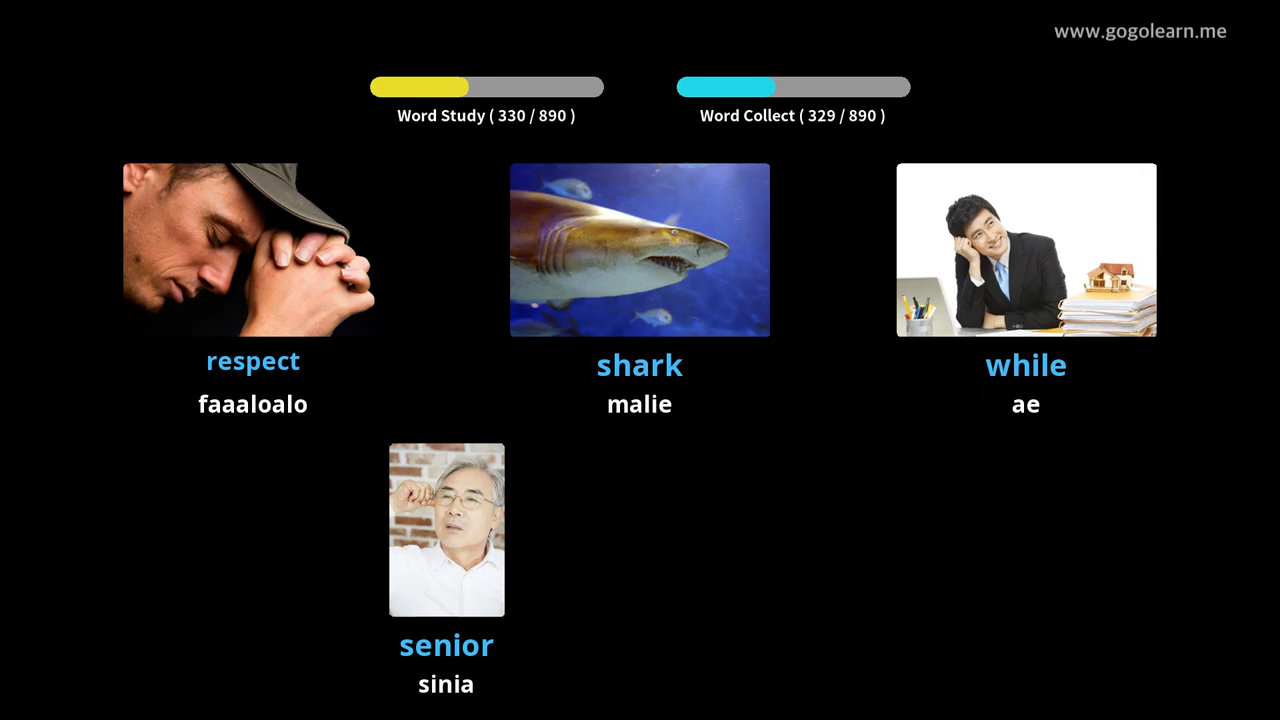 www.gogolearn.me
Word Study ( 330 / 890 )
Word Collect ( 329 / 890 )
respect
faaaloalo
shark
malie
while
ae
senior
sinia